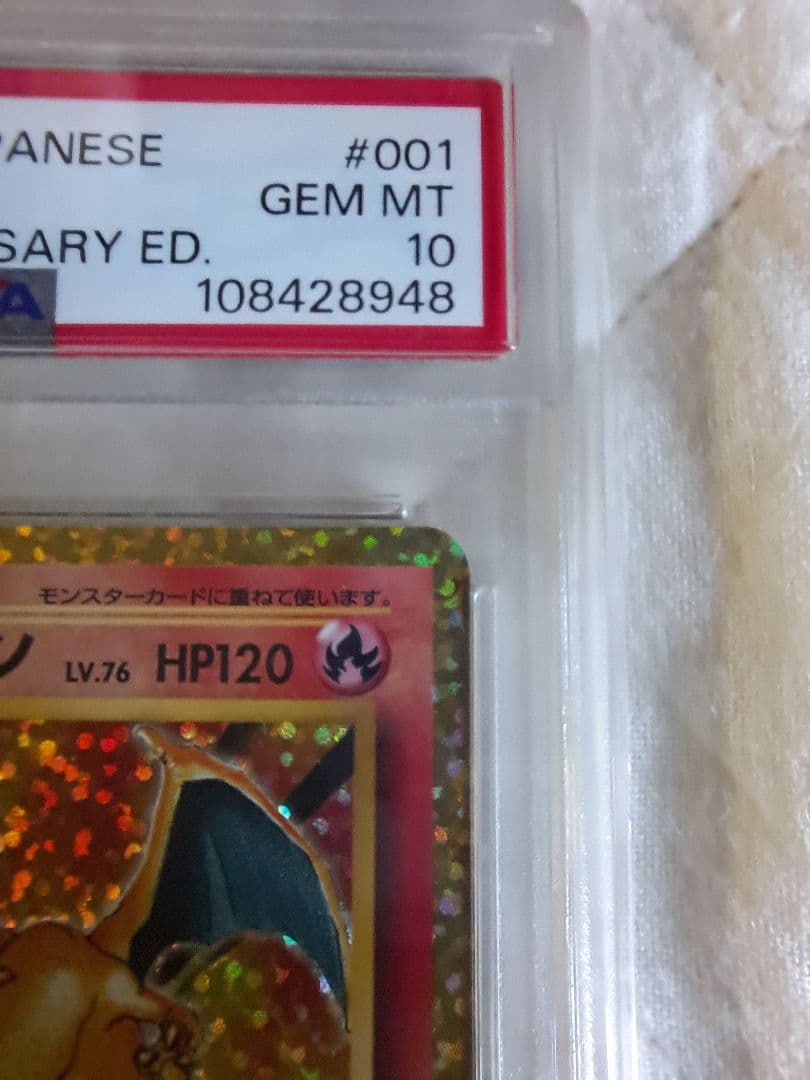 PANESE #001
GEM MT
SARY ED. 10
A 108428948
モンスターカードに重ねて使います。
ン LV.76 HP120